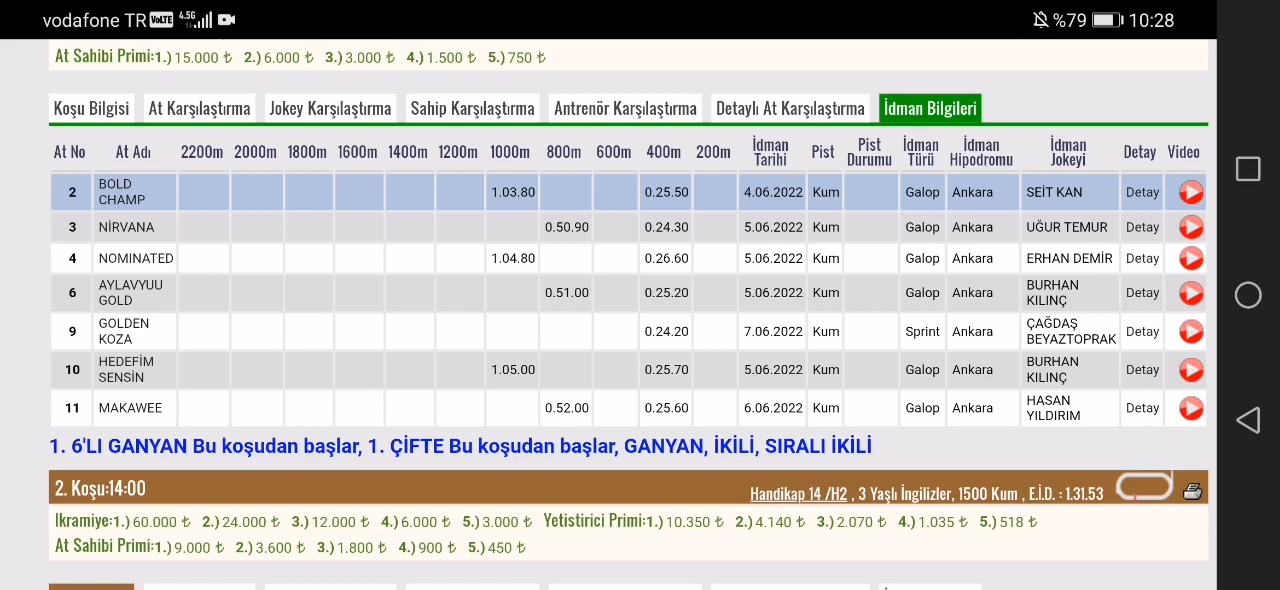 vodafone TR VoLTE 4.5G %79 10:28
At Sahibi Primi:1.) 15.000 ₺ 2.) 6.000 ₺ 3.) 3.000 ₺ 4.) 1.500 ₺ 5.) 750 ₺
Koşu Bilgisi At Karşılaştırma Jokey Karşılaştırma Sahip Karşılaştırma Antrenör Karşılaştırma Detaylı At Karşılaştırma İdman Bilgileri
At No At Adı 2200m 2000m 1800m 1600m 1400m 1200m 1000m 800m 600m 400m 200m İdman Tarihi Pist Pist Durumu İdman Türü İdman Hipodromu İdman Jokeyi Detay Video
2 BOLD CHAMP 1.03.80 0.25.50 4.06.2022 Kum Galop Ankara SEİT KAN Detay
3 NİRVANA 0.50.90 0.24.30 5.06.2022 Kum Galop Ankara UĞUR TEMUR Detay
4 NOMINATED 1.04.80 0.26.60 5.06.2022 Kum Galop Ankara ERHAN DEMİR Detay
6 AYLAVYUU GOLD 0.51.00 0.25.20 5.06.2022 Kum Galop Ankara BURHAN KILINÇ Detay
9 GOLDEN KOZA 0.24.20 7.06.2022 Kum Sprint Ankara ÇAĞDAŞ BEYAZTOPRAK Detay
10 HEDEFİM SENSİN 1.05.00 0.25.70 5.06.2022 Kum Galop Ankara BURHAN KILINÇ Detay
11 MAKAWEE 0.52.00 0.25.60 6.06.2022 Kum Galop Ankara HASAN YILDIRIM Detay
1. 6'LI GANYAN Bu koşudan başlar, 1. ÇİFTE Bu koşudan başlar, GANYAN, İKİLİ, SIRALI İKİLİ
2. Koşu:14:00 Handikap 14 /H2 , 3 Yaşlı İngilizler, 1500 Kum , E.İ.D. : 1.31.53
Ikramiye:1.) 60.000 ₺ 2.) 24.000 ₺ 3.) 12.000 ₺ 4.) 6.000 ₺ 5.) 3.000 ₺ Yetistirici Primi:1.) 10.350 ₺ 2.) 4.140 ₺ 3.) 2.070 ₺ 4.) 1.035 ₺ 5.) 518 ₺
At Sahibi Primi:1.) 9.000 ₺ 2.) 3.600 ₺ 3.) 1.800 ₺ 4.) 900 ₺ 5.) 450 ₺